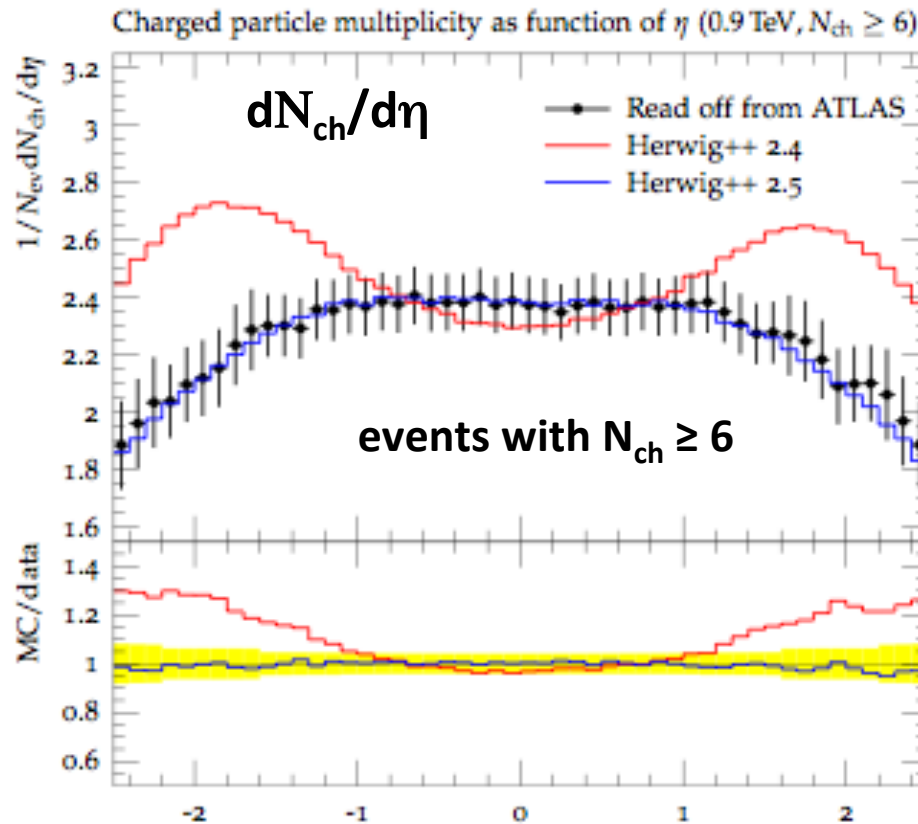 Charged particle multiplicity as function of η (0.9 TeV, Nch ≥ 6)
1/Nev dNch/dη
3.2
3
2.8
2.6
2.4
2.2
2
1.8
1.6
dNch/dη
Read off from ATLAS
Herwig++ 2.4
Herwig++ 2.5
events with Nch ≥ 6
MC/data
1.4
1.2
1
0.8
0.6
-2 -1 0 1 2